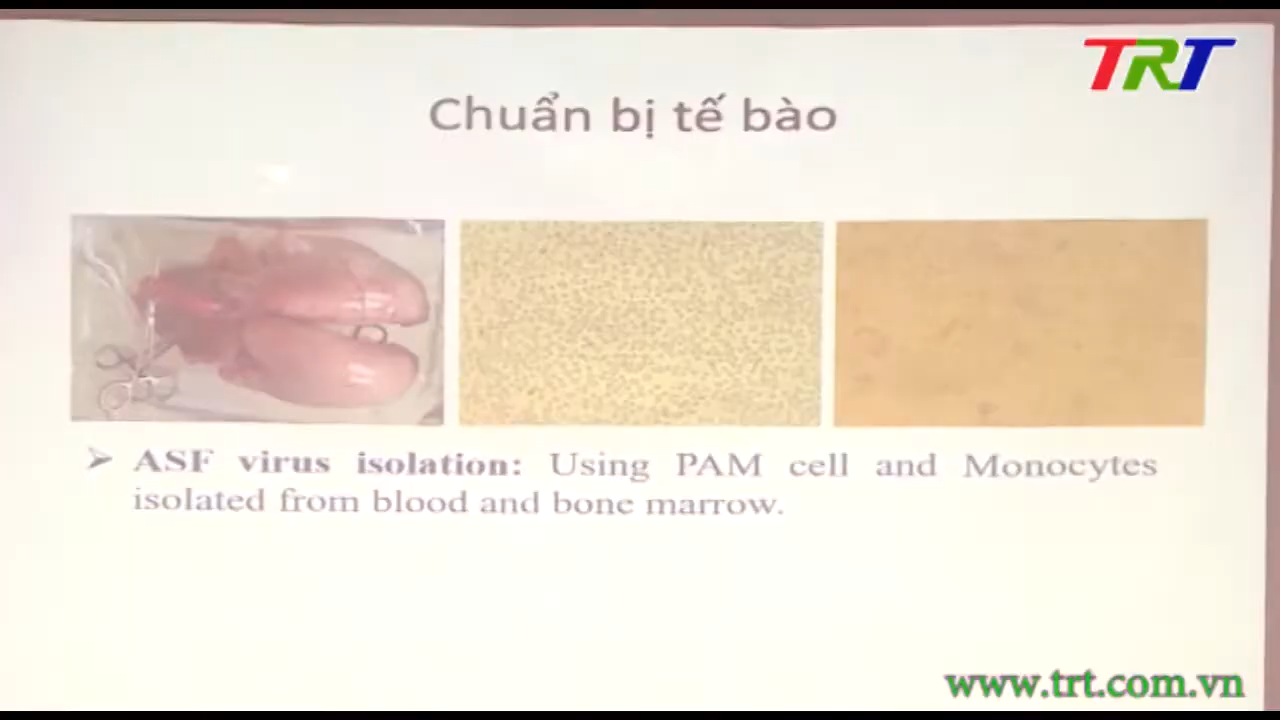 TRT
Chuẩn bị tế bào
➢ ASF virus isolation: Using PAM cell and Monocytes
isolated from blood and bone marrow.
www.trt.com.vn